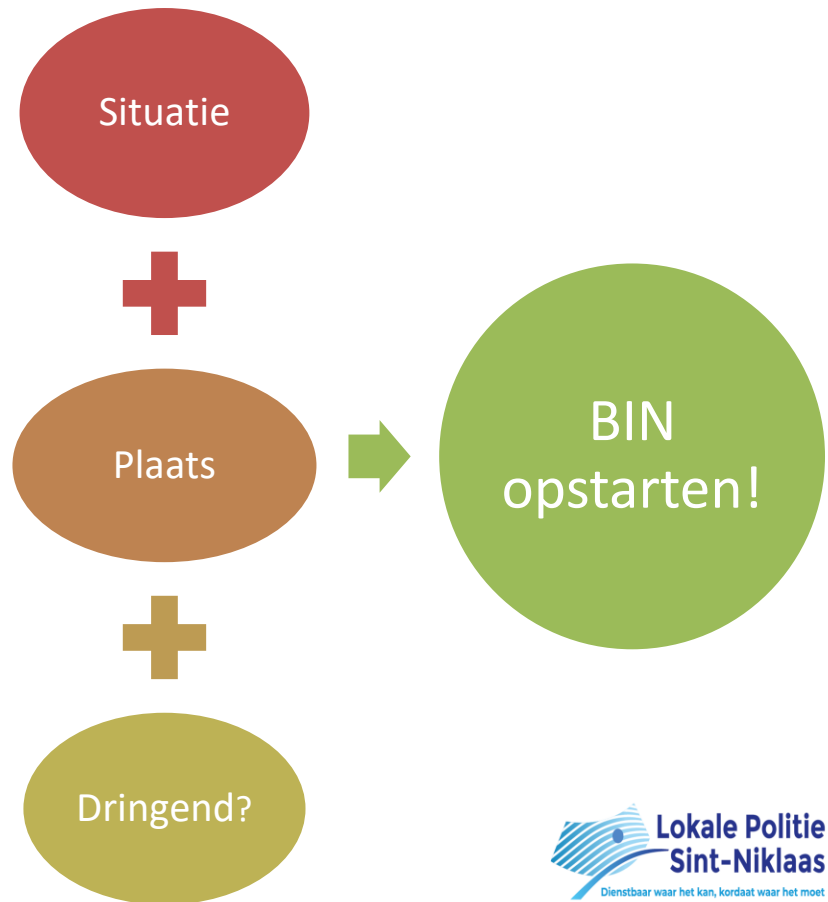 Situatie
Plaats
Dringend?
BIN
opstarten!
Lokale Politie
Sint-Niklaas
Dienstbaar waar het kan, kordaat waar het moet